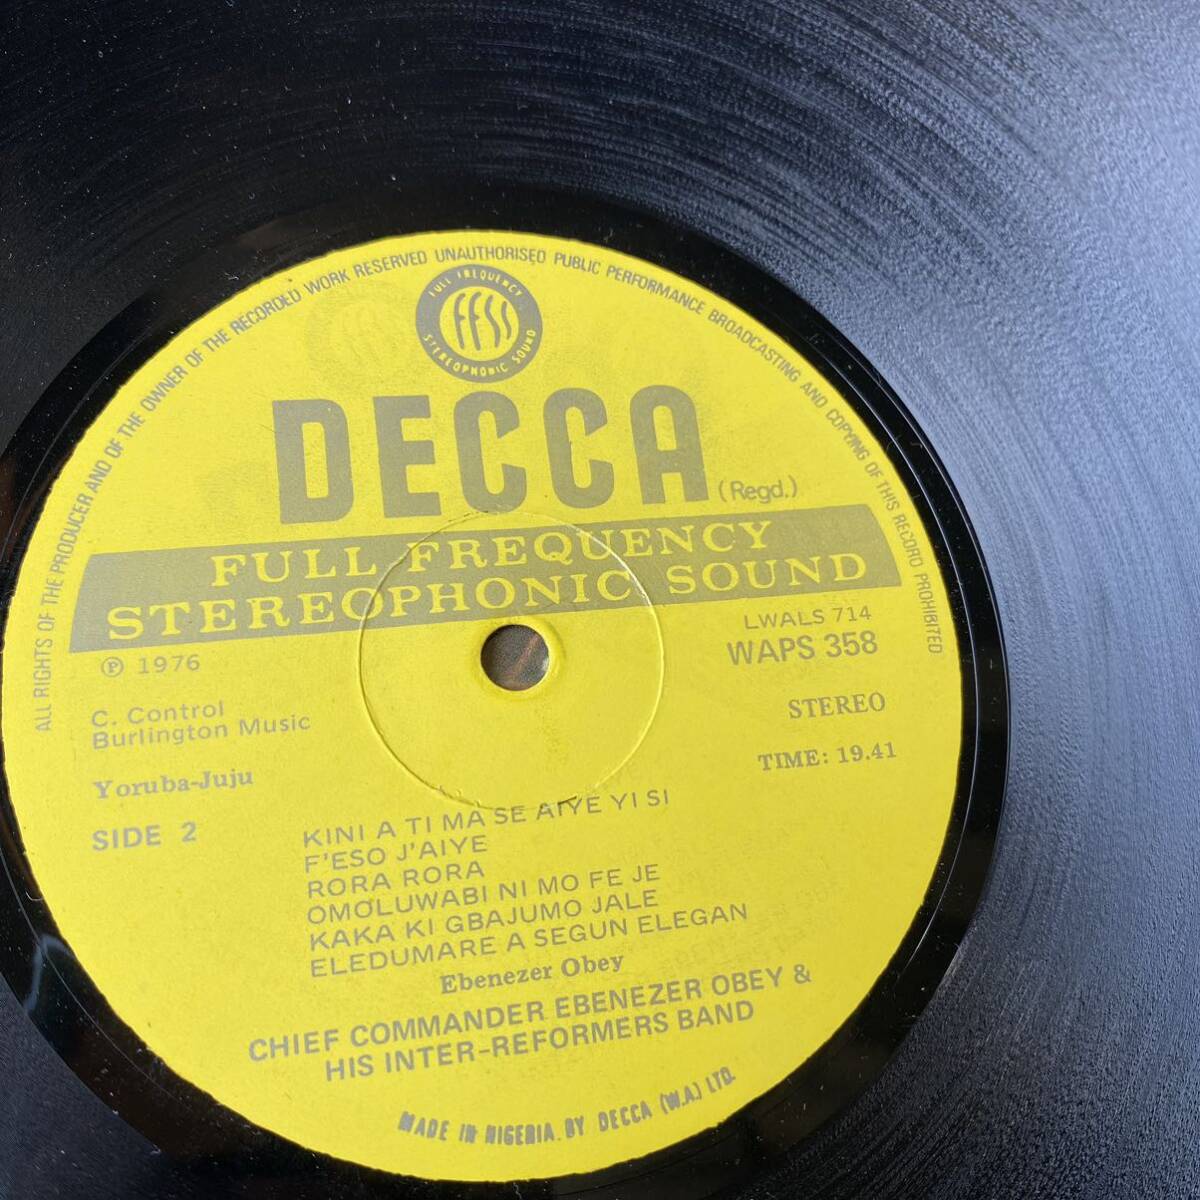 ALL RIGHTS OF THE PRODUCER AND OF THE OWNER OF THE RECORDED WORK RESERVED UNAUTHORISED PUBLIC PERFORMANCE BROADCASTING AND COPYING OF THIS RECORD PROHIBITED
FULL FREQUENCY
FFSS
STEREOPHONIC SOUND
DECCA
(Regd.)
FULL FREQUENCY
STEREOPHONIC SOUND
LWALS 714
WAPS 358
Ⓟ 1976
C. Control
Burlington Music
STEREO
Yoruba-Juju
TIME: 19.41
SIDE 2
KINI A TI MA SE AIYE YI SI
F'ESO J'AIYE
RORA RORA
OMOLUWABI NI MO FE JE
KAKA KI GBAJUMO JALE
ELEDUMARE A SEGUN ELEGAN
Ebenezer Obey
CHIEF COMMANDER EBENEZER OBEY &
HIS INTER-REFORMERS BAND
MADE IN NIGERIA. BY DECCA (W.A.) LTD.